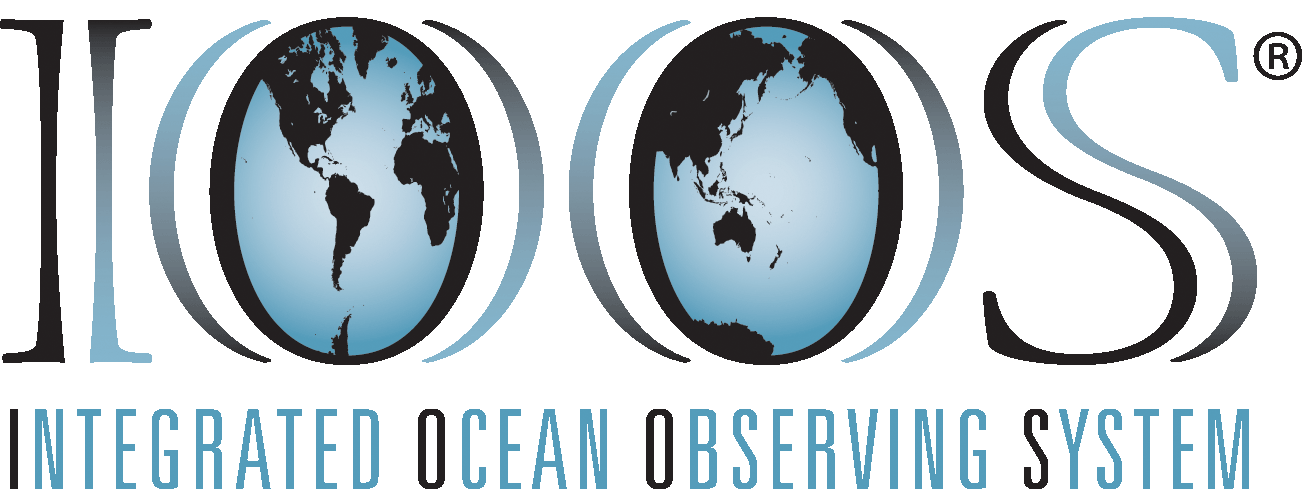 IOOS®
INTEGRATED OCEAN OBSERVING SYSTEM